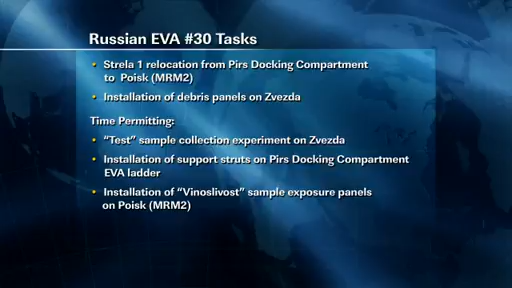 Russian EVA #30 Tasks
• Strela 1 relocation from Pirs Docking Compartment
to Poisk (MRM2)
• Installation of debris panels on Zvezda
Time Permitting:
• “Test” sample collection experiment on Zvezda
• Installation of support struts on Pirs Docking Compartment
EVA ladder
• Installation of “Vinoslivost” sample exposure panels
on Poisk (MRM2)